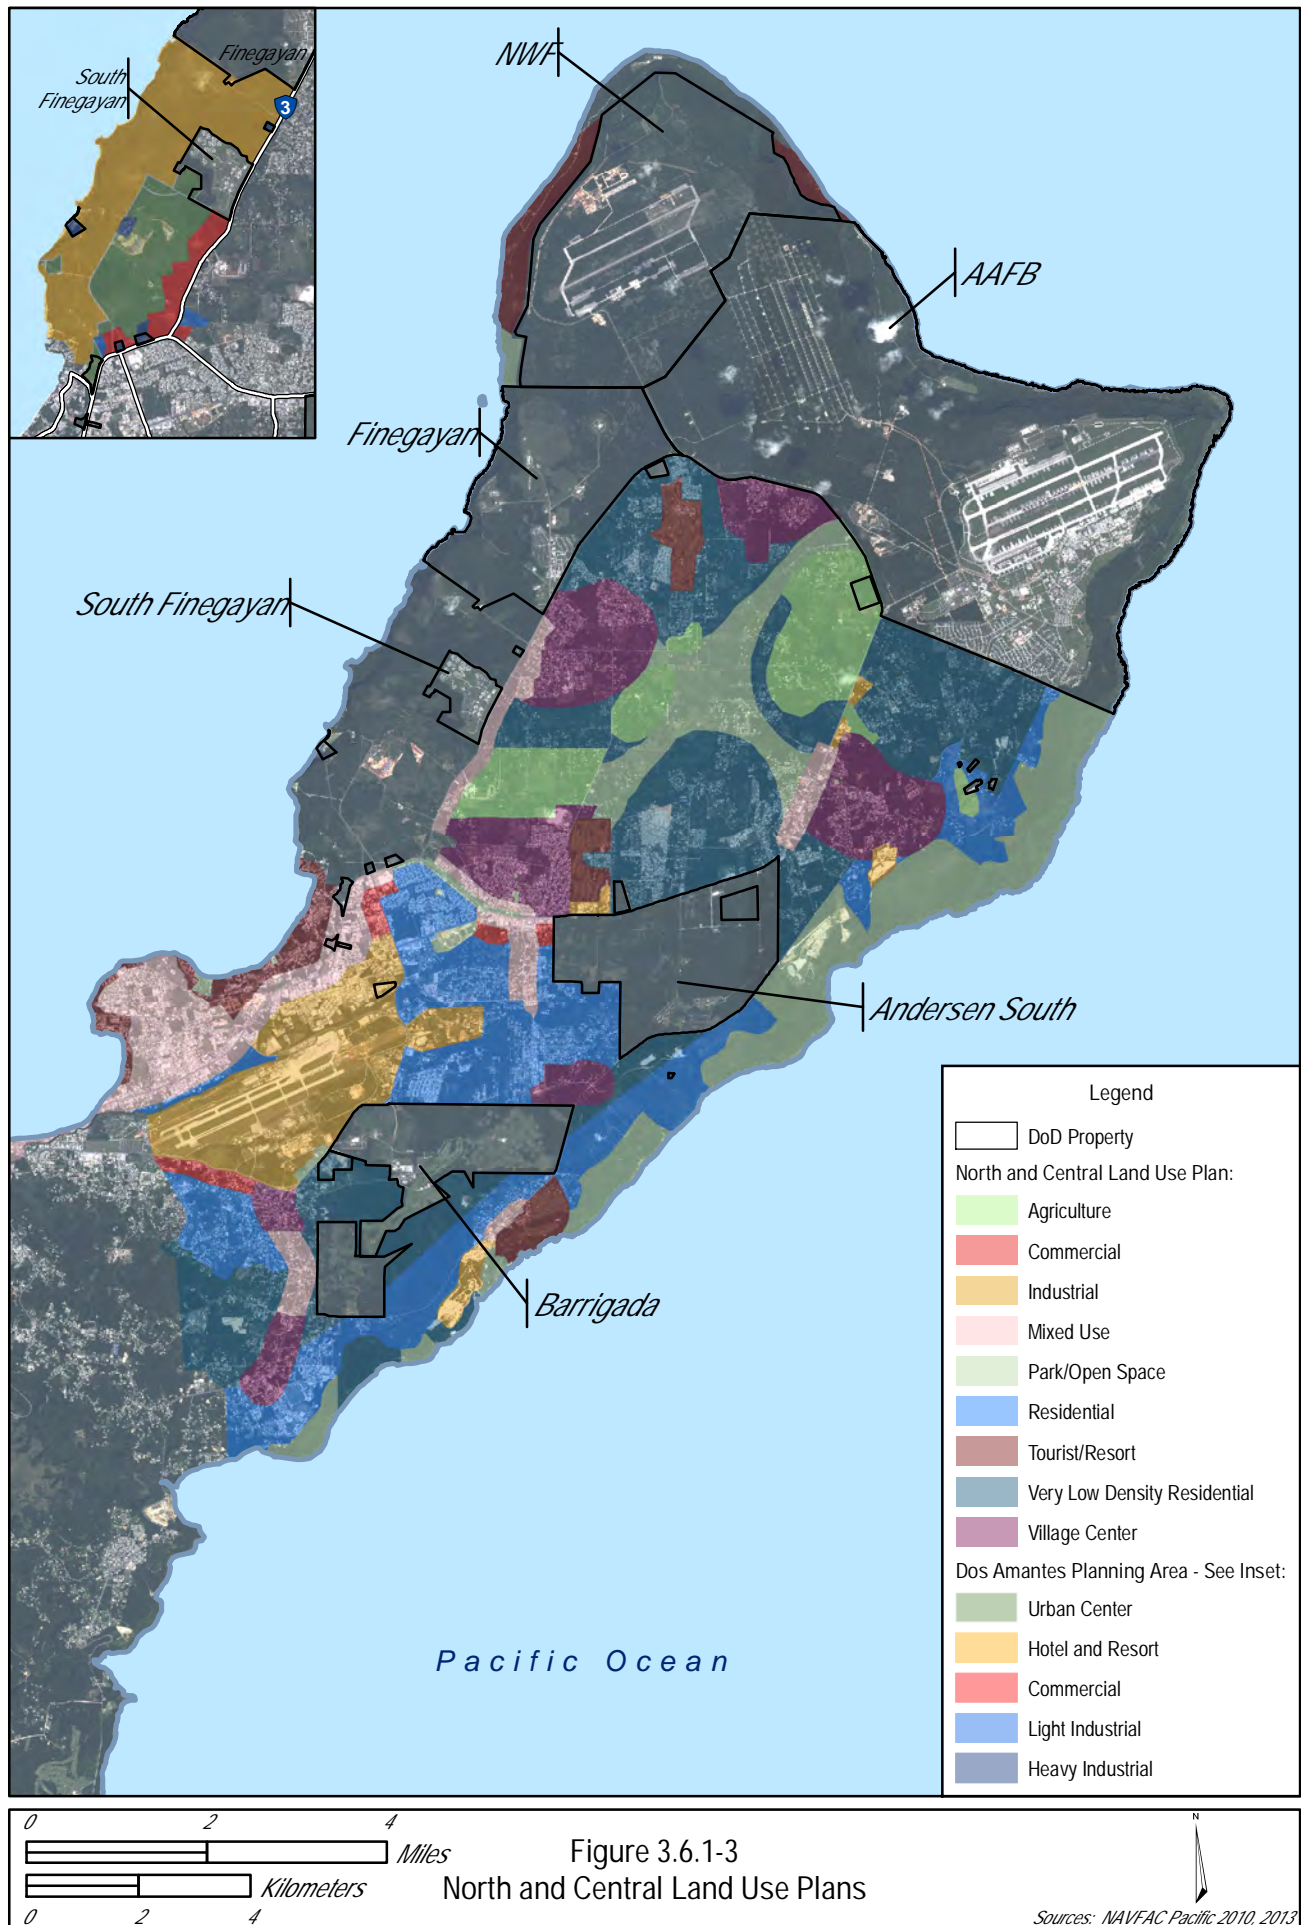 Finegayan
South
Finegayan
3
NWF
AAFB
Finegayan
South Finegayan
Andersen South
Barrigada
Pacific Ocean
Legend
DoD Property
North and Central Land Use Plan:
Agriculture
Commercial
Industrial
Mixed Use
Park/Open Space
Residential
Tourist/Resort
Very Low Density Residential
Village Center
Dos Amantes Planning Area - See Inset:
Urban Center
Hotel and Resort
Commercial
Light Industrial
Heavy Industrial
0 2 4
Miles
Kilometers
0 2 4
Figure 3.6.1-3
North and Central Land Use Plans
N
Sources: NAVFAC Pacific 2010, 2013